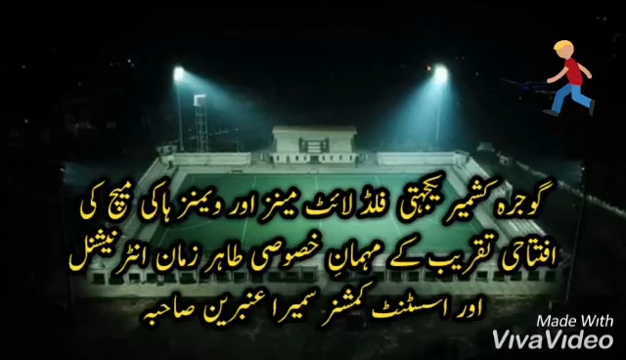 گوجرہ کشمیر یکجہتی فلڈ لائٹ مینز اور ویمنز ہاکی میچ کی
افتتاحی تقریب کے مہمانِ خصوصی طاہر زمان انٹرنیشنل
اور اسسٹنٹ کمشنر سمیرا عنبرین صاحبہ
Made With
VivaVideo